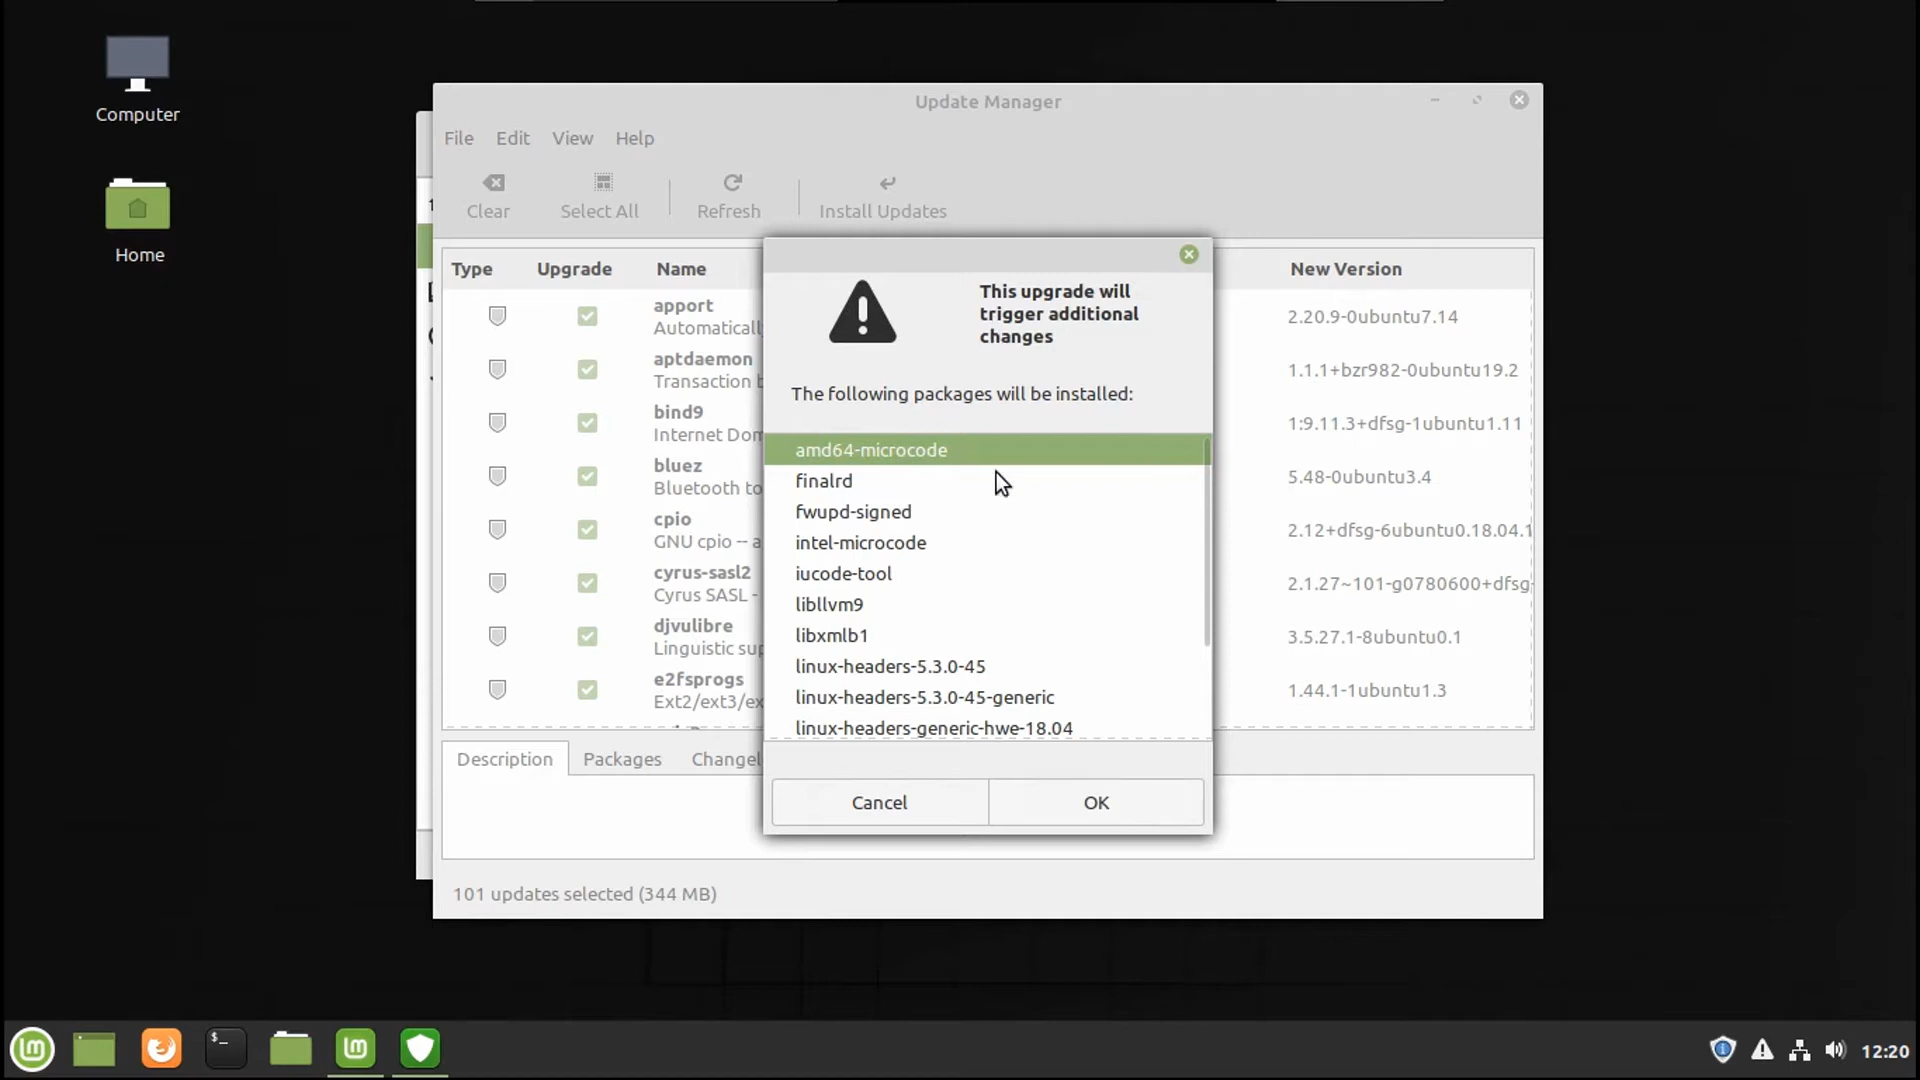 Computer
Home
Update Manager
File Edit View Help
Clear Select All Refresh Install Updates
Type Upgrade Name New Version
apport
Automatically
2.20.9-0ubuntu7.14
aptdaemon
Transaction
1.1.1+bzr982-0ubuntu19.2
bind9
Internet
1:9.11.3+dfsg-1ubuntu1.11
bluez
Bluetooth
5.48-0ubuntu3.4
cpio
GNU cpio -- a
2.12+dfsg-6ubuntu0.18.04.1
cyrus-sasl2
Cyrus SASL -
2.1.27~101-g0780600+dfsg-
djvulibre
Linguistic
3.5.27.1-8ubuntu0.1
e2fsprogs
Ext2/ext3/
1.44.1-1ubuntu1.3
This upgrade will
trigger additional
changes
The following packages will be installed:
amd64-microcode
finalrd
fwupd-signed
intel-microcode
iucode-tool
libllvm9
libxmlb1
linux-headers-5.3.0-45
linux-headers-5.3.0-45-generic
linux-headers-generic-hwe-18.04
Cancel OK
Description Packages Changel
101 updates selected (344 MB)
12:20